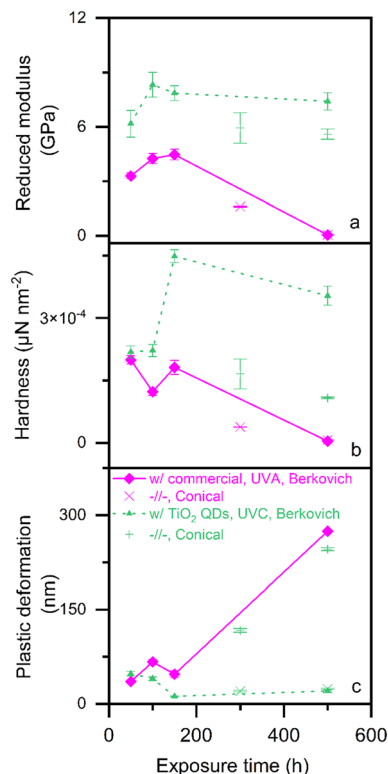 12
6
0
Reduced modulus
(GPa)
a
3×10⁻⁴
0
Hardness (µN nm⁻²)
b
w/ commercial, UVA, Berkovich
-//-, Conical
w/ TiO₂ QDs, UVC, Berkovich
-//-, Conical
300
150
0
Plastic deformation
(nm)
c
0 200 400 600
Exposure time (h)